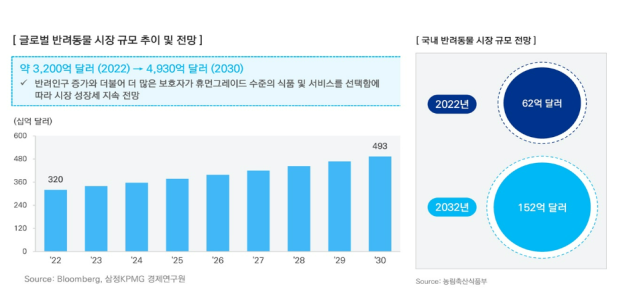 [ 글로벌 반려동물 시장 규모 추이 및 전망 ]
약 3,200억 달러 (2022) → 4,930억 달러 (2030)
✓ 반려인구 증가와 더불어 더 많은 보호자가 휴먼그레이드 수준의 식품 및 서비스를 선택함에
따라 시장 성장세 지속 전망
(십억 달러)
600
480
360
240
120
0
320
493
'22 '23 '24 '25 '26 '27 '28 '29 '30
Source: Bloomberg, 삼정KPMG 경제연구원
[ 국내 반려동물 시장 규모 전망 ]
2022년
62억 달러
2032년
152억 달러
Source: 농림축산식품부